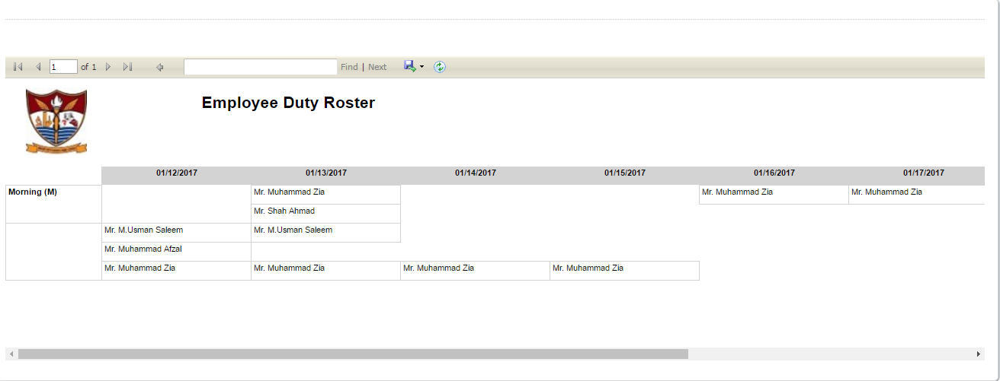 1 of 1 Find | Next
Employee Duty Roster
01/12/2017 01/13/2017 01/14/2017 01/15/2017 01/16/2017 01/17/2017
Morning (M) Mr. Muhammad Zia Mr. Muhammad Zia Mr. Muhammad Zia
Mr. Shah Ahmad
Mr. M.Usman Saleem Mr. M.Usman Saleem
Mr. Muhammad Afzal
Mr. Muhammad Zia Mr. Muhammad Zia Mr. Muhammad Zia Mr. Muhammad Zia